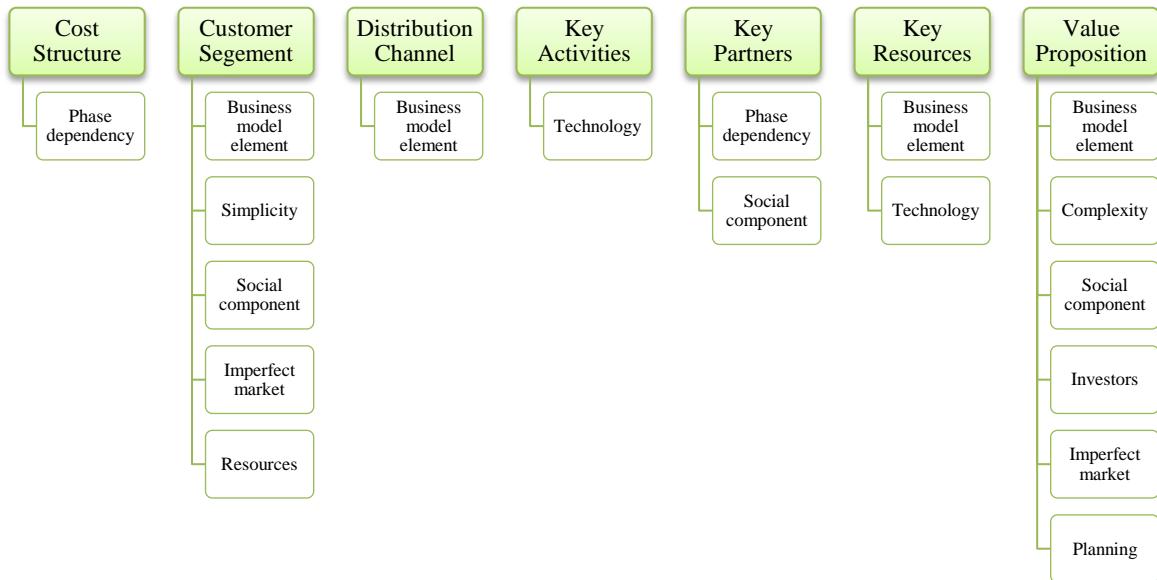 Cost
Structure
Phase
dependency
Customer
Segement
Business
model
element
Simplicity
Social
component
Imperfect
market
Resources
Distribution
Channel
Business
model
element
Key
Activities
Technology
Key
Partners
Phase
dependency
Social
component
Key
Resources
Business
model
element
Technology
Value
Proposition
Business
model
element
Complexity
Social
component
Investors
Imperfect
market
Planning